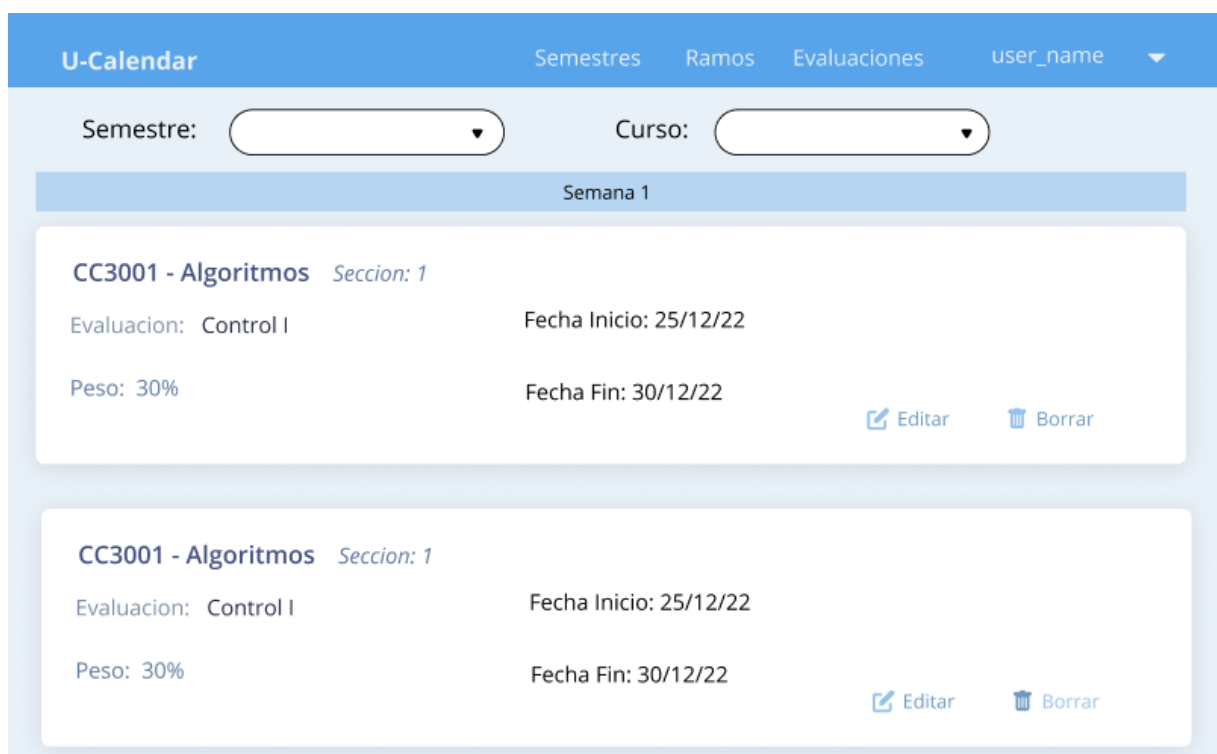 U-Calendar Semestres Ramos Evaluaciones user_name
Semestre: Curso:
Semana 1
CC3001 - Algoritmos Seccion: 1
Evaluacion: Control I Fecha Inicio: 25/12/22
Peso: 30% Fecha Fin: 30/12/22
Editar Borrar
CC3001 - Algoritmos Seccion: 1
Evaluacion: Control I Fecha Inicio: 25/12/22
Peso: 30% Fecha Fin: 30/12/22
Editar Borrar